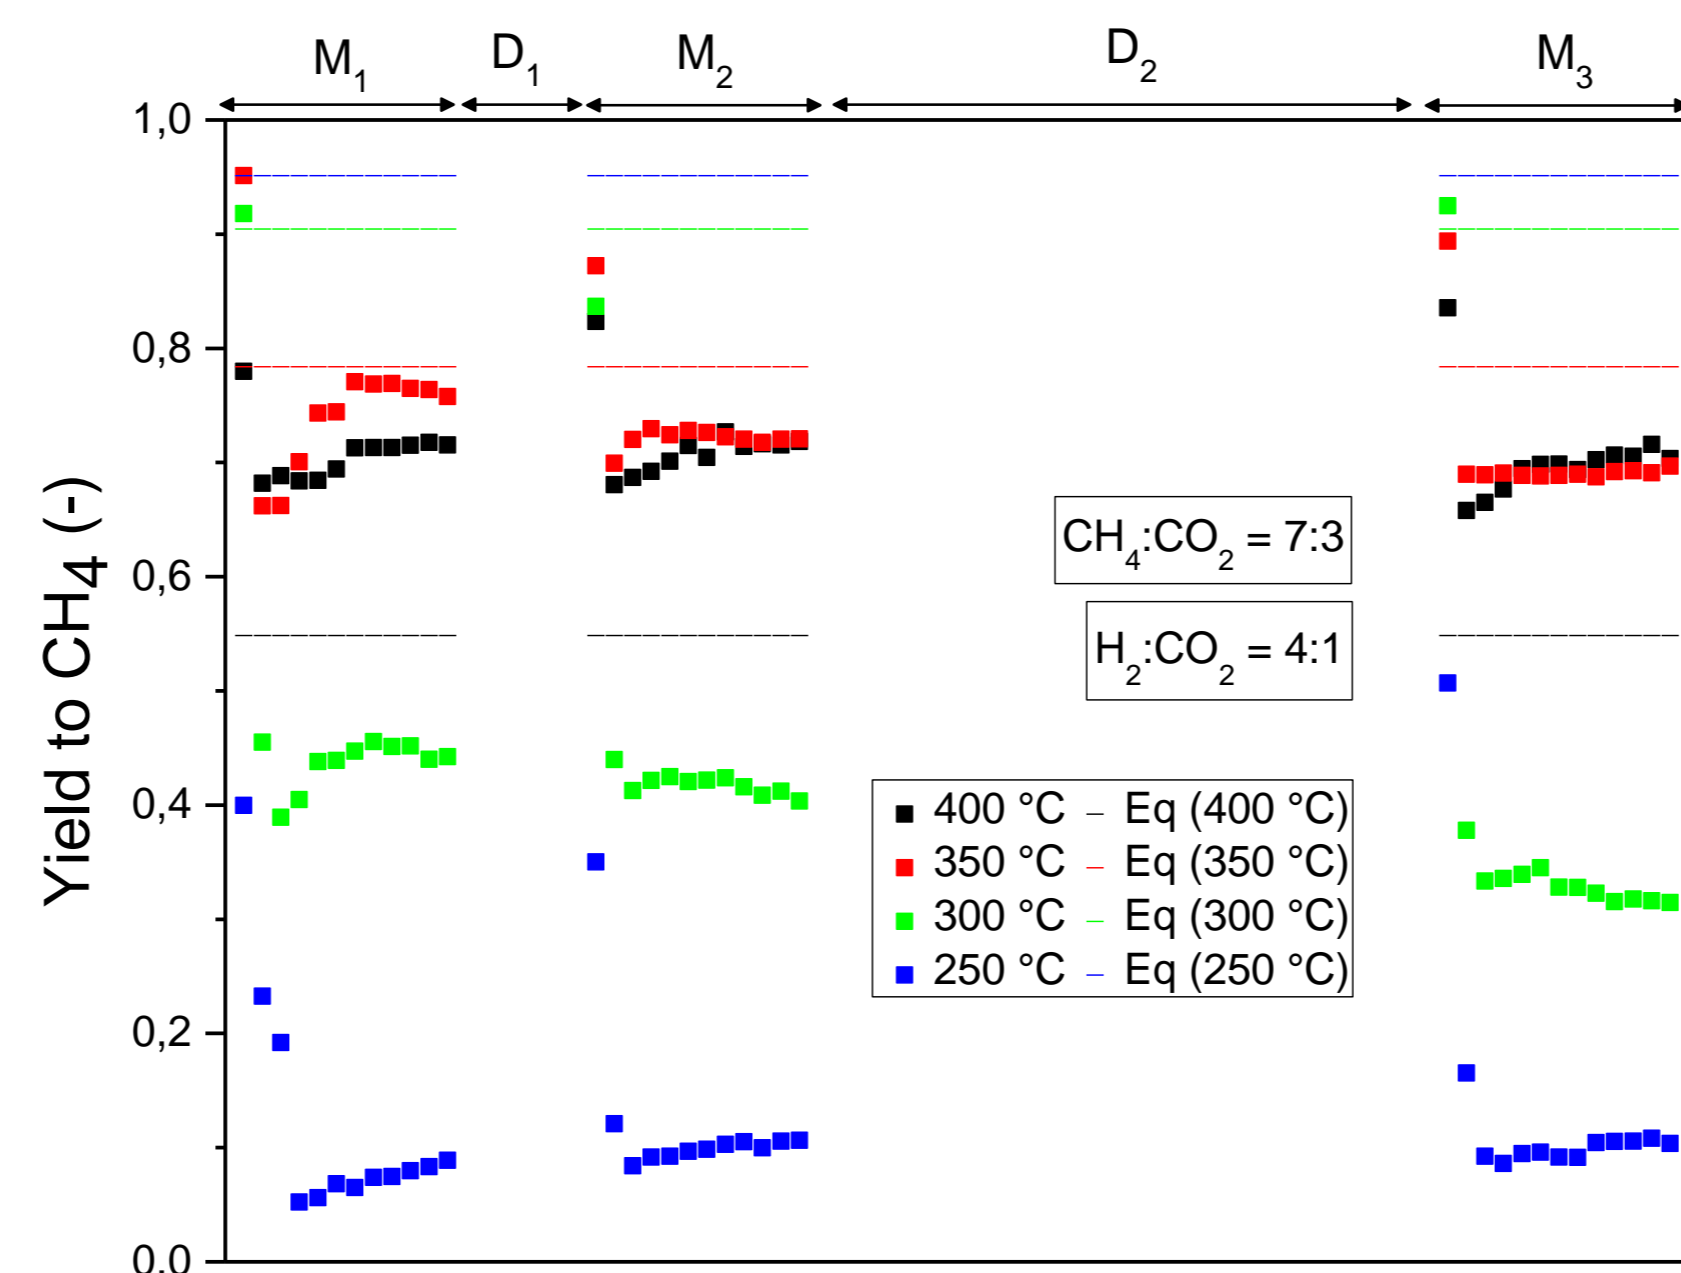 M₁ D₁ M₂ D₂ M₃
1,0
0,8
0,6
0,4
0,2
0,0
Yield to CH4 (-)
CH₄:CO₂ = 7:3
H₂:CO₂ = 4:1
400 °C – Eq (400 °C)
350 °C – Eq (350 °C)
300 °C – Eq (300 °C)
250 °C – Eq (250 °C)